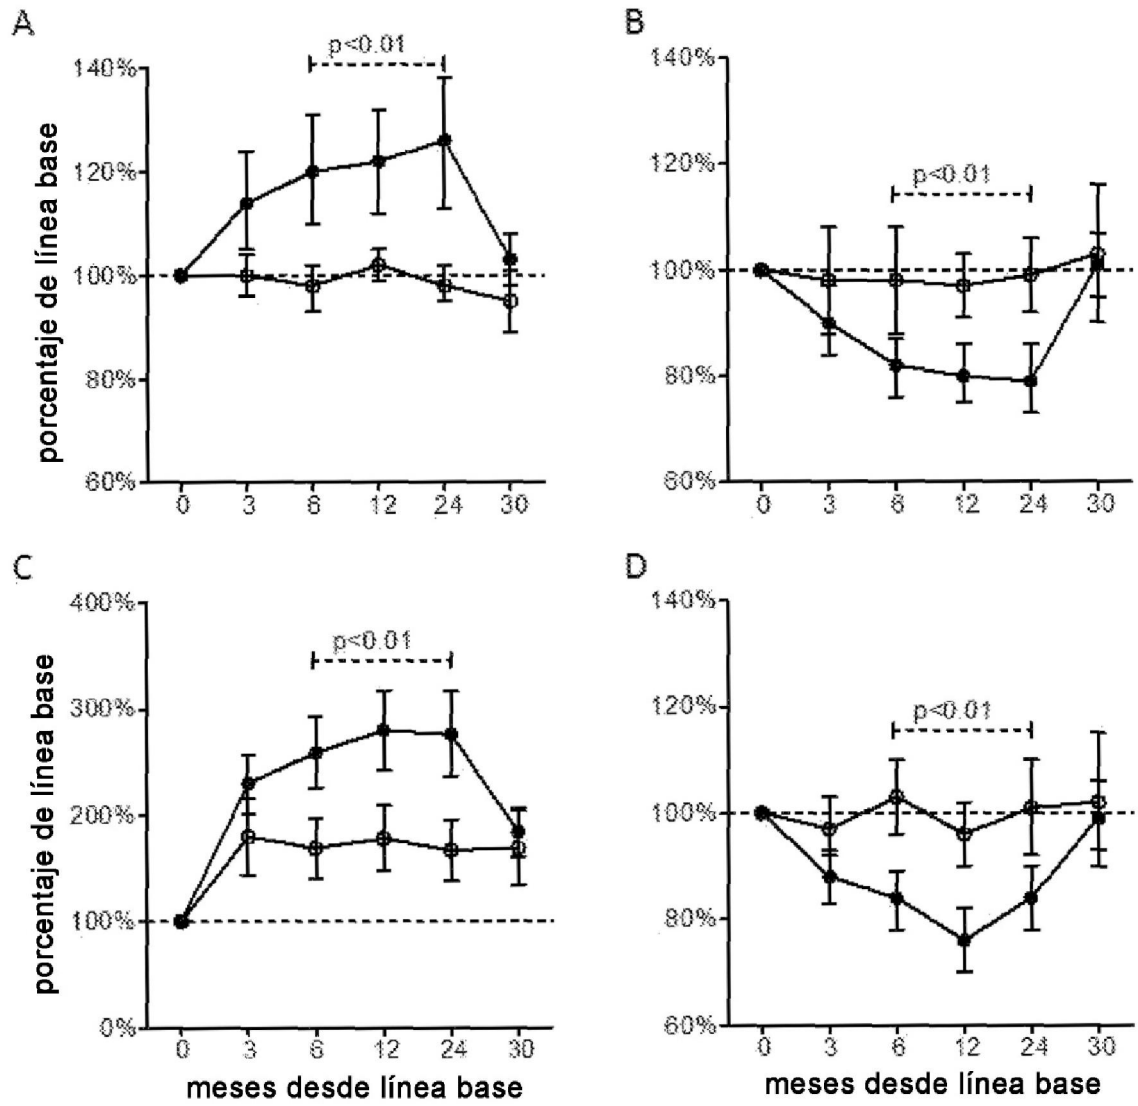 A
p<0.01
140%
120%
100%
80%
60%
porcentaje de línea base
0 3 6 12 24 30
B
140%
p<0.01
120%
100%
80%
60%
0 3 6 12 24 30
C
400%
p<0.01
300%
200%
100%
0%
porcentaje de línea base
0 3 6 12 24 30
meses desde línea base
D
140%
120%
p<0.01
100%
80%
60%
0 3 6 12 24 30
meses desde línea base